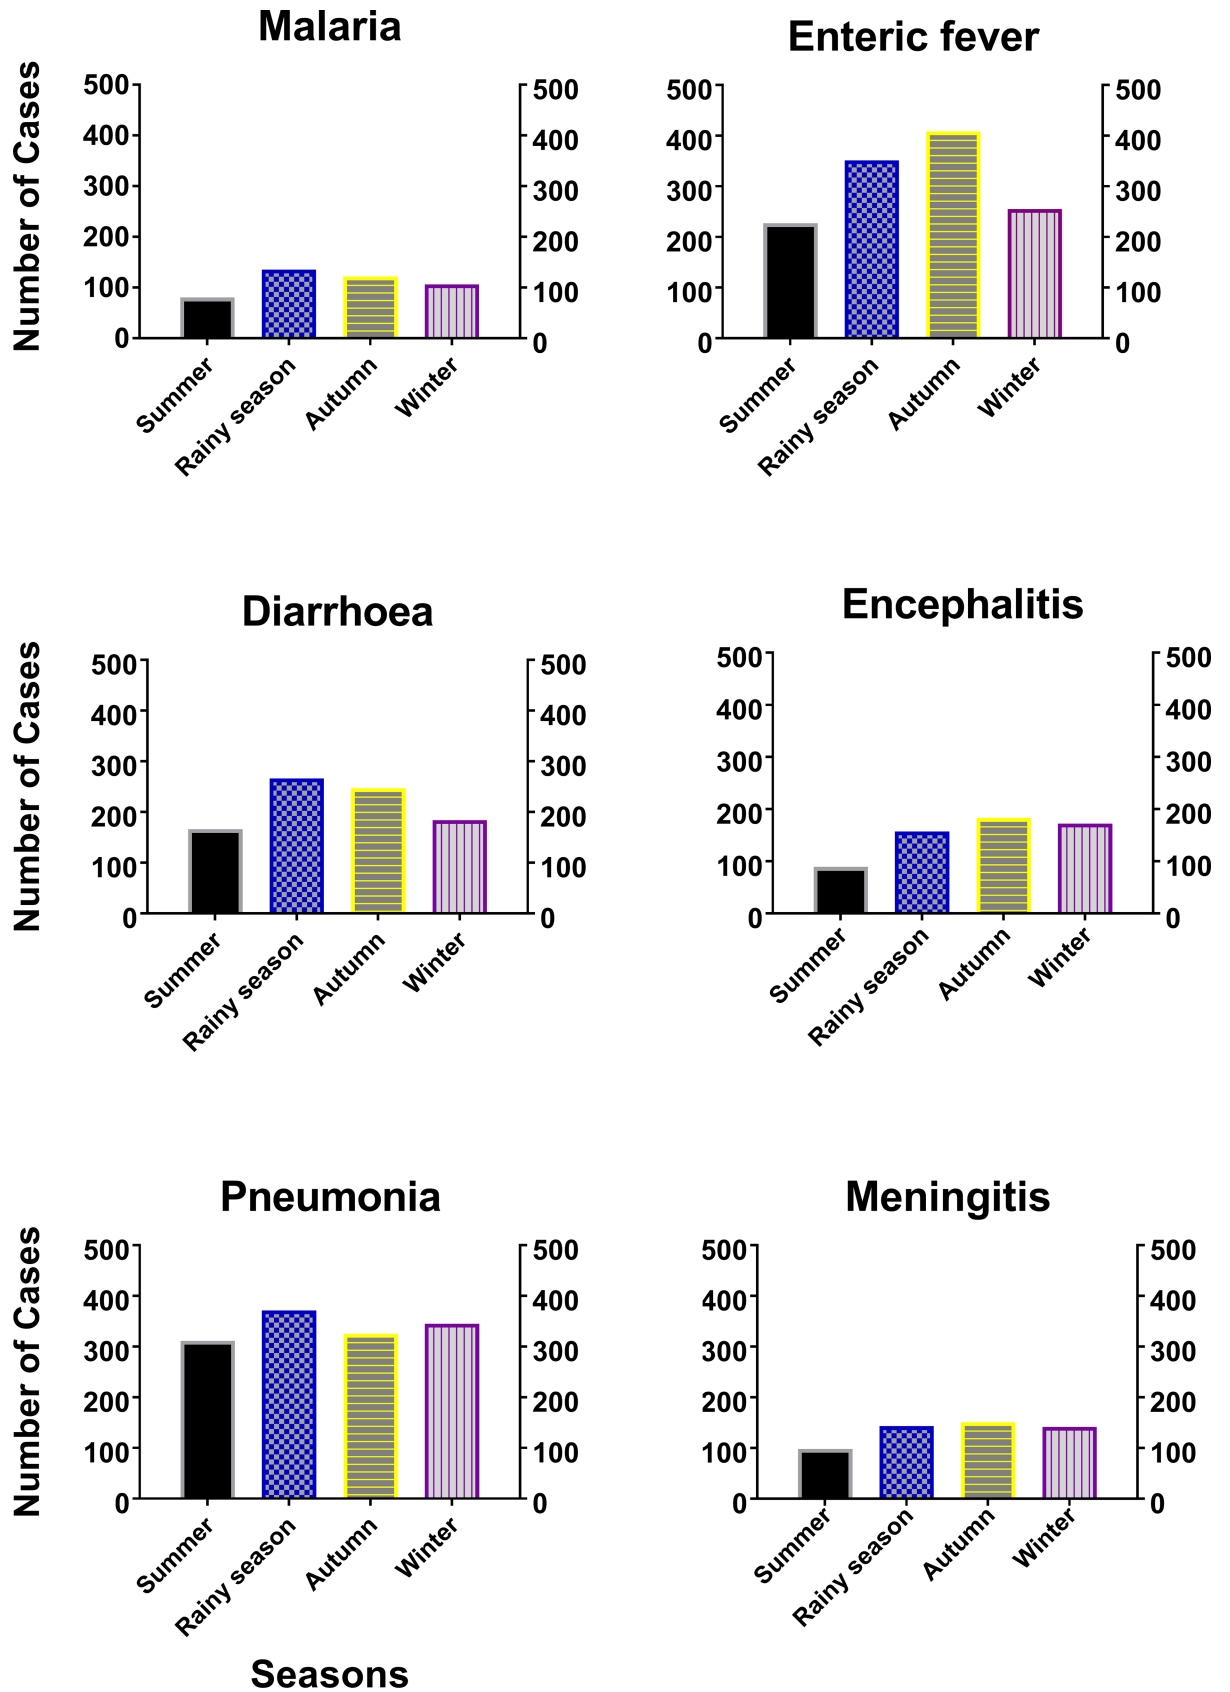 Malaria
Number of Cases
500
400
300
200
100
0
500
400
300
200
100
0
Summer
Rainy season
Autumn
Winter
Enteric fever
500
400
300
200
100
0
500
400
300
200
100
0
Summer
Rainy season
Autumn
Winter
Diarrhoea
Number of Cases
500
400
300
200
100
0
500
400
300
200
100
0
Summer
Rainy season
Autumn
Winter
Encephalitis
500
400
300
200
100
0
500
400
300
200
100
0
Summer
Rainy season
Autumn
Winter
Pneumonia
Number of Cases
500
400
300
200
100
0
500
400
300
200
100
0
Summer
Rainy season
Autumn
Winter
Seasons
Meningitis
500
400
300
200
100
0
500
400
300
200
100
0
Summer
Rainy season
Autumn
Winter